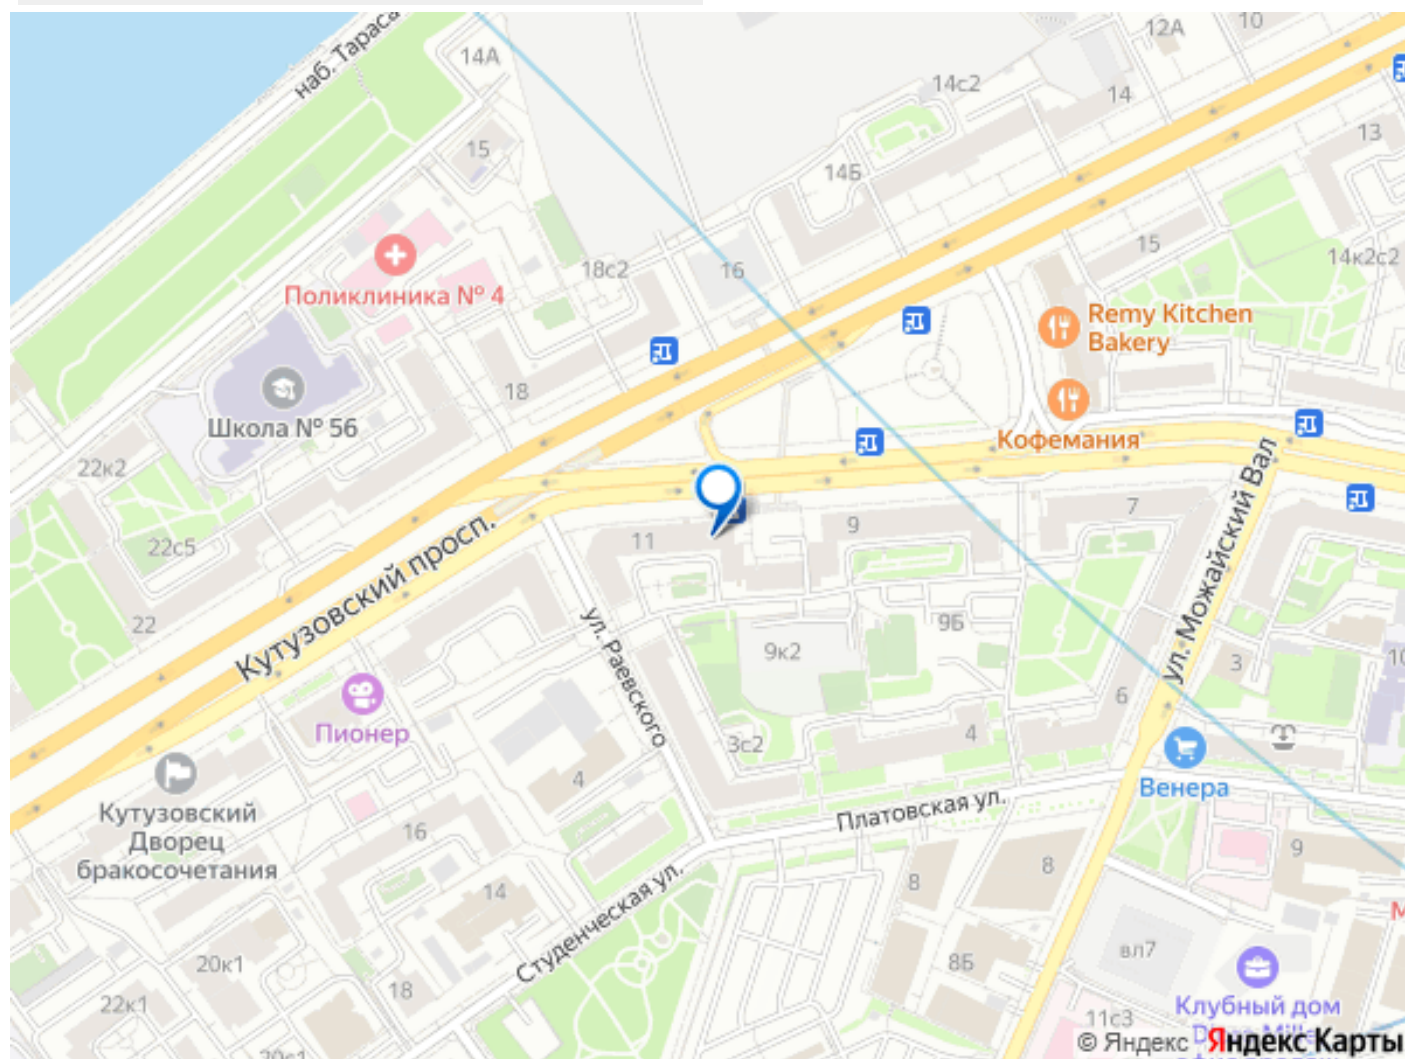 наб. Тараса
14А
12А
10
14с2
14
13
15
14Б
Поликлиника № 4
18с2
16
15
14к2с2
Remy Kitchen
Bakery
18
Школа № 56
Кофемания
22к2
22с5
22
Кутузовский просп.
11
9
7
ул. Можайский Вал
ул. Раевского
9Б
9к2
3
10
6
Пионер
3с2
4
4
Венера
Кутузовский
Дворец
бракосочетания
16
Платовская ул.
14
8
8
9
Студенческая ул.
М
20к1
18
22к1
8Б
вл7
Клубный дом
11с3
20с1
© Яндекс Яндекс Карты